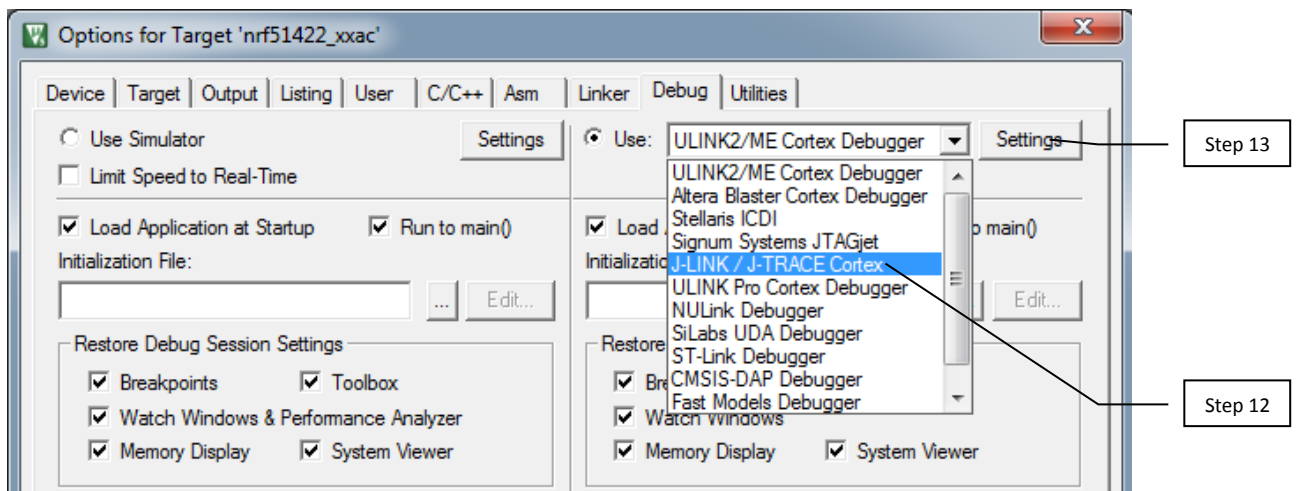 Options for Target 'nrf51422_xxac'
Device Target Output Listing User C/C++ Asm Linker Debug Utilities
Use Simulator Settings
Limit Speed to Real-Time
Load Application at Startup Run to main()
Initialization File:
... Edit...
Restore Debug Session Settings
Breakpoints Toolbox
Watch Windows & Performance Analyzer
Memory Display System Viewer
Use: ULINK2/ME Cortex Debugger Settings
ULINK2/ME Cortex Debugger
Altera Blaster Cortex Debugger
Stellaris ICDI
Signum Systems JTAGjet
J-LINK / J-TRACE Cortex
ULINK Pro Cortex Debugger
NULink Debugger
SiLabs UDA Debugger
ST-Link Debugger
CMSIS-DAP Debugger
Fast Models Debugger
Load main()
Edit...
Restore
Watch Windows
Memory Display System Viewer
Step 13
Step 12